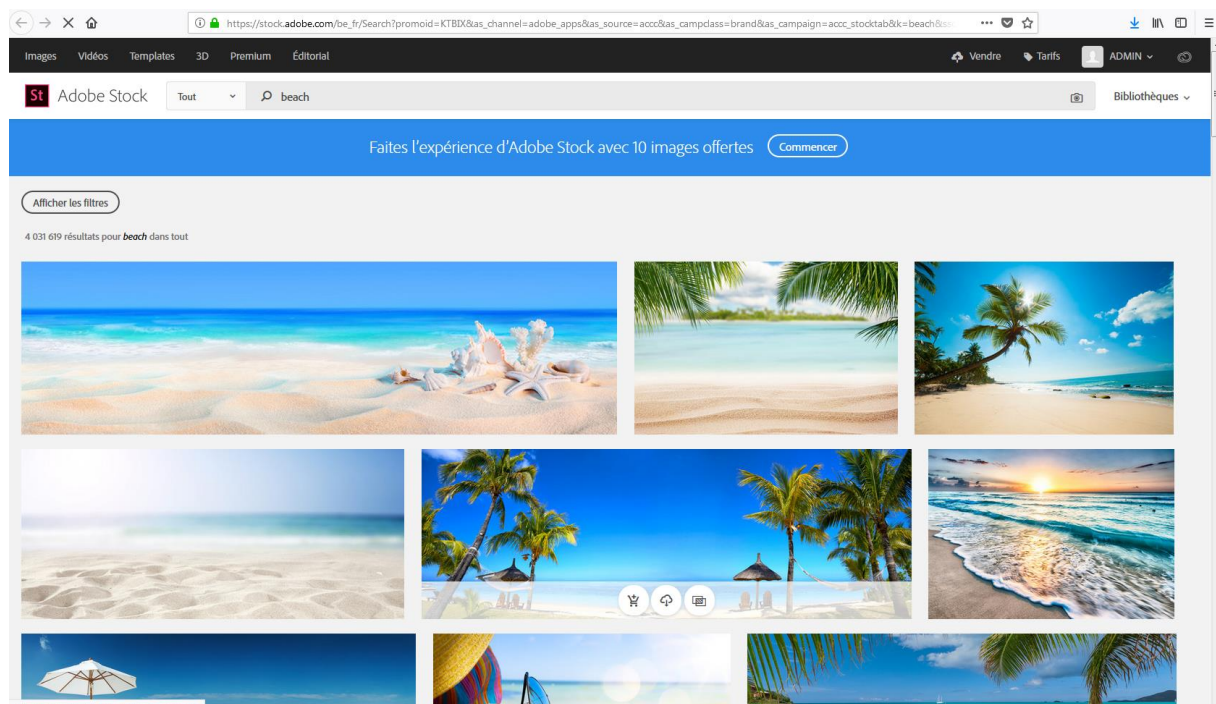 https://stock.adobe.com/be_fr/Search?promoid=KTBIX&as_channel=adobe_apps&as_source=accc&as_campclass=brand&as_campaign=accc_stocktab&k=beach&
Images Vidéos Templates 3D Premium Éditorial Vendre Tarifs ADMIN
St Adobe Stock Tout beach Bibliothèques
Faites l'expérience d'Adobe Stock avec 10 images offertes Commencer
Afficher les filtres
4 031 619 résultats pour beach dans tout